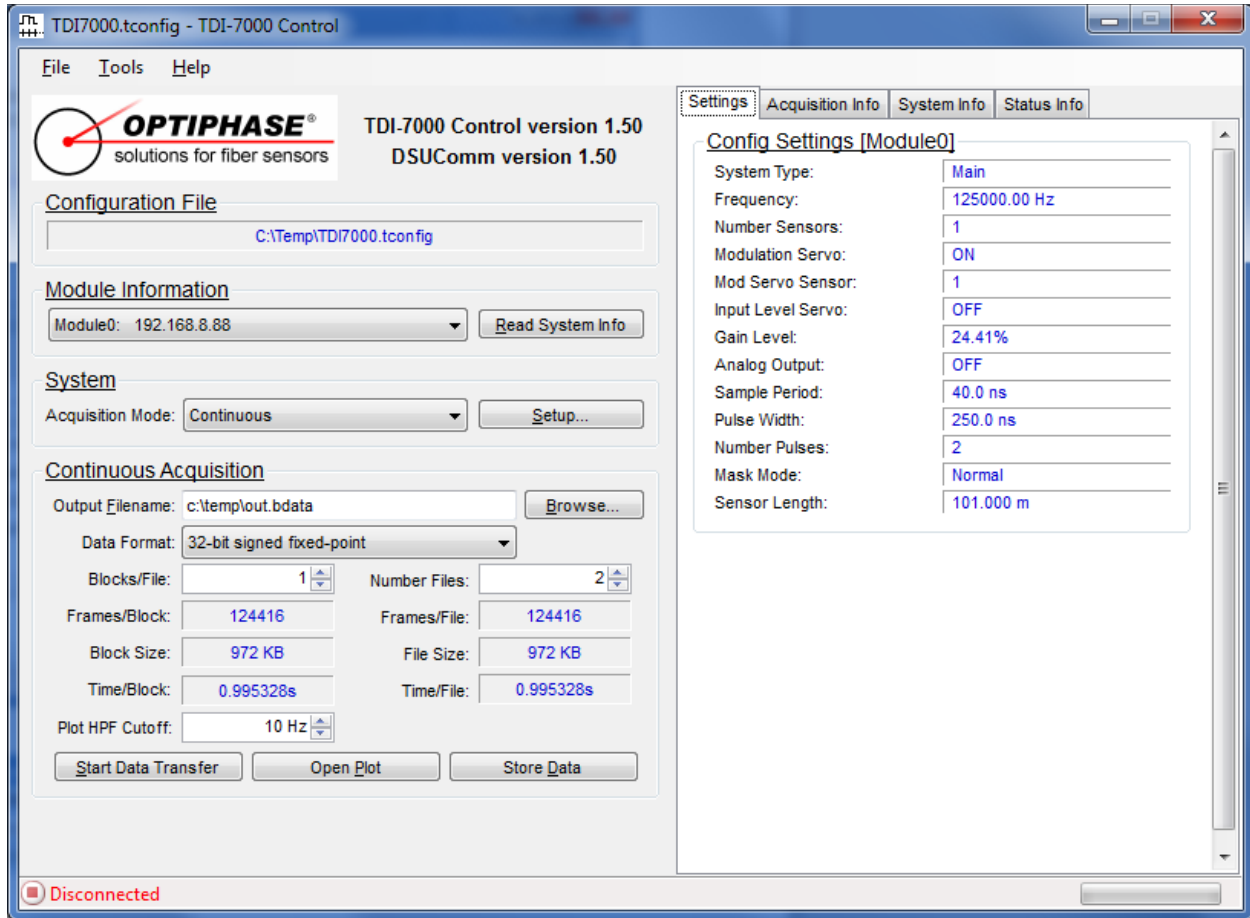 TDI7000.tconfig - TDI-7000 Control
File Tools Help
OPTIPHASE®
solutions for fiber sensors
TDI-7000 Control version 1.50
DSUComm version 1.50
Configuration File
C:\Temp\TDI7000.tconfig
Module Information
Module0: 192.168.8.88
Read System Info
System
Acquisition Mode: Continuous
Setup...
Continuous Acquisition
Output Filename: c:\temp\out.bdata
Browse...
Data Format: 32-bit signed fixed-point
Blocks/File: 1 Number Files: 2
Frames/Block: 124416 Frames/File: 124416
Block Size: 972 KB File Size: 972 KB
Time/Block: 0.995328s Time/File: 0.995328s
Plot HPF Cutoff: 10 Hz
Start Data Transfer Open Plot Store Data
Settings Acquisition Info System Info Status Info
Config Settings [Module0]
System Type: Main
Frequency: 125000.00 Hz
Number Sensors: 1
Modulation Servo: ON
Mod Servo Sensor: 1
Input Level Servo: OFF
Gain Level: 24.41%
Analog Output: OFF
Sample Period: 40.0 ns
Pulse Width: 250.0 ns
Number Pulses: 2
Mask Mode: Normal
Sensor Length: 101.000 m
Disconnected